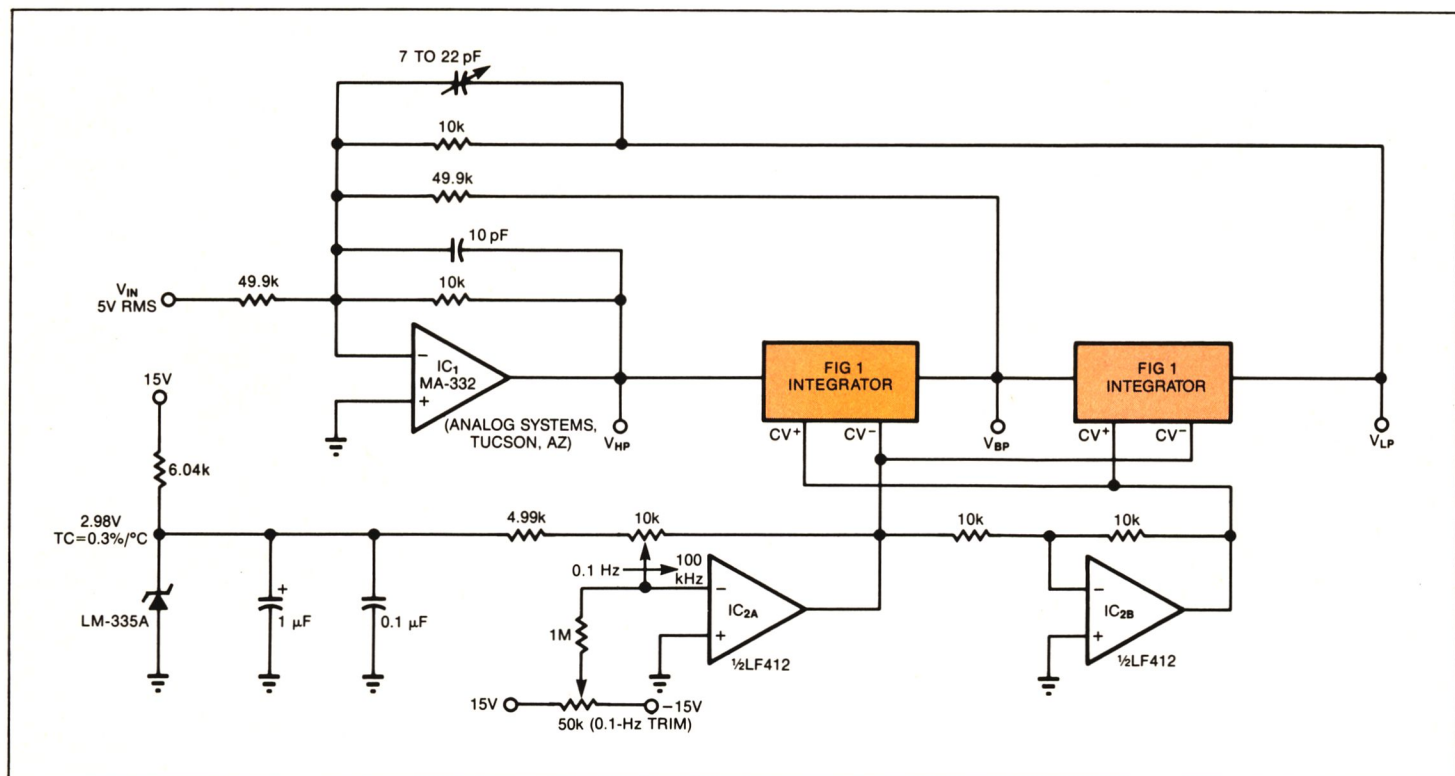 7 TO 22 pF
10k
49.9k
10 pF
10k
49.9k
VIN
5V RMS
IC1
MA-332
(ANALOG SYSTEMS,
TUCSON, AZ)
VHP
FIG 1
INTEGRATOR
CV+
CV−
VBP
FIG 1
INTEGRATOR
CV+
CV−
VLP
15V
6.04k
2.98V
TC=0.3%/°C
LM-335A
+
1 μF
0.1 μF
4.99k
10k
0.1 Hz
100
kHz
1M
15V
−15V
50k (0.1-Hz TRIM)
IC2A
½LF412
10k
10k
IC2B
½LF412